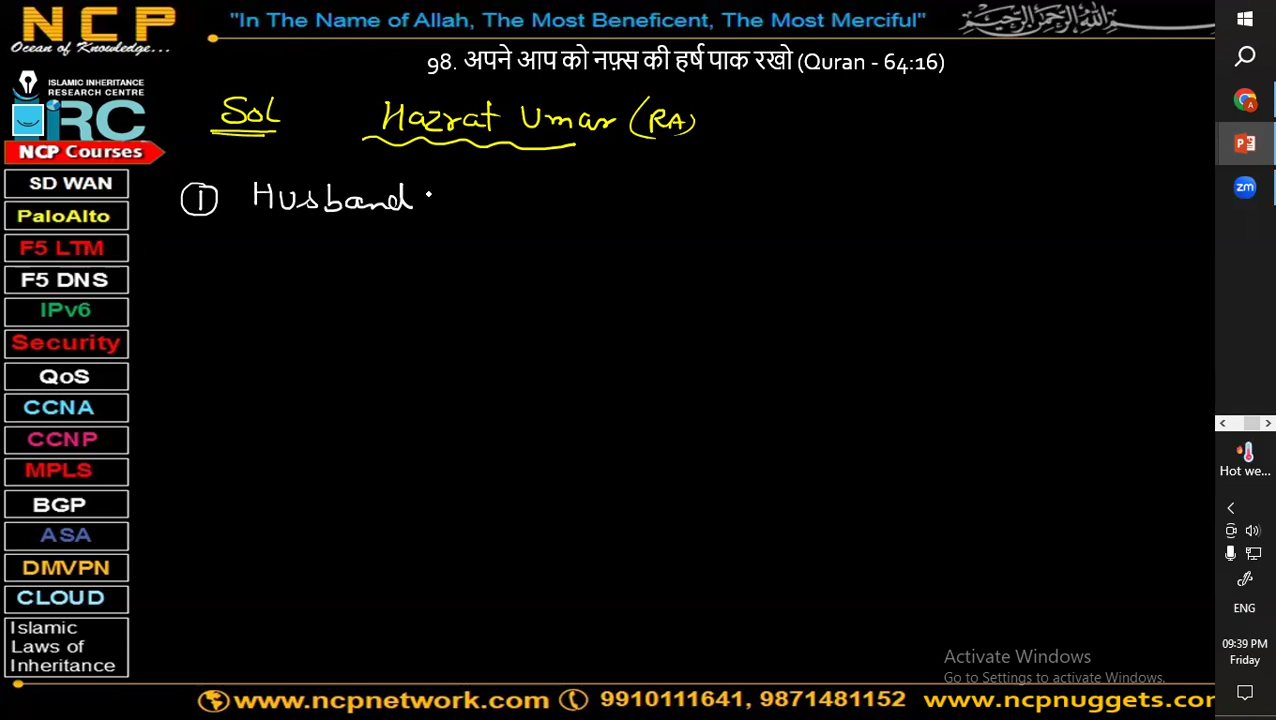 NCP
Ocean of Knowledge...
"In The Name of Allah, The Most Beneficent, The Most Merciful"
98. अपने आप को नफ़्स की हर्ष पाक रखो (Quran - 64:16)
ISLAMIC INHERITANCE
RESEARCH CENTRE
iRC
NCP Courses
Sol
Hazrat Umar (RA)
① Husband
SD WAN
PaloAlto
F5 LTM
F5 DNS
IPv6
Security
QoS
CCNA
CCNP
MPLS
BGP
ASA
DMVPN
CLOUD
Islamic
Laws of
Inheritance
zm
Hot we...
ENG
09:39 PM
Friday
Activate Windows
Go to Settings to activate Windows.
www.ncpnetwork.com 9910111641, 9871481152 www.ncpnuggets.com